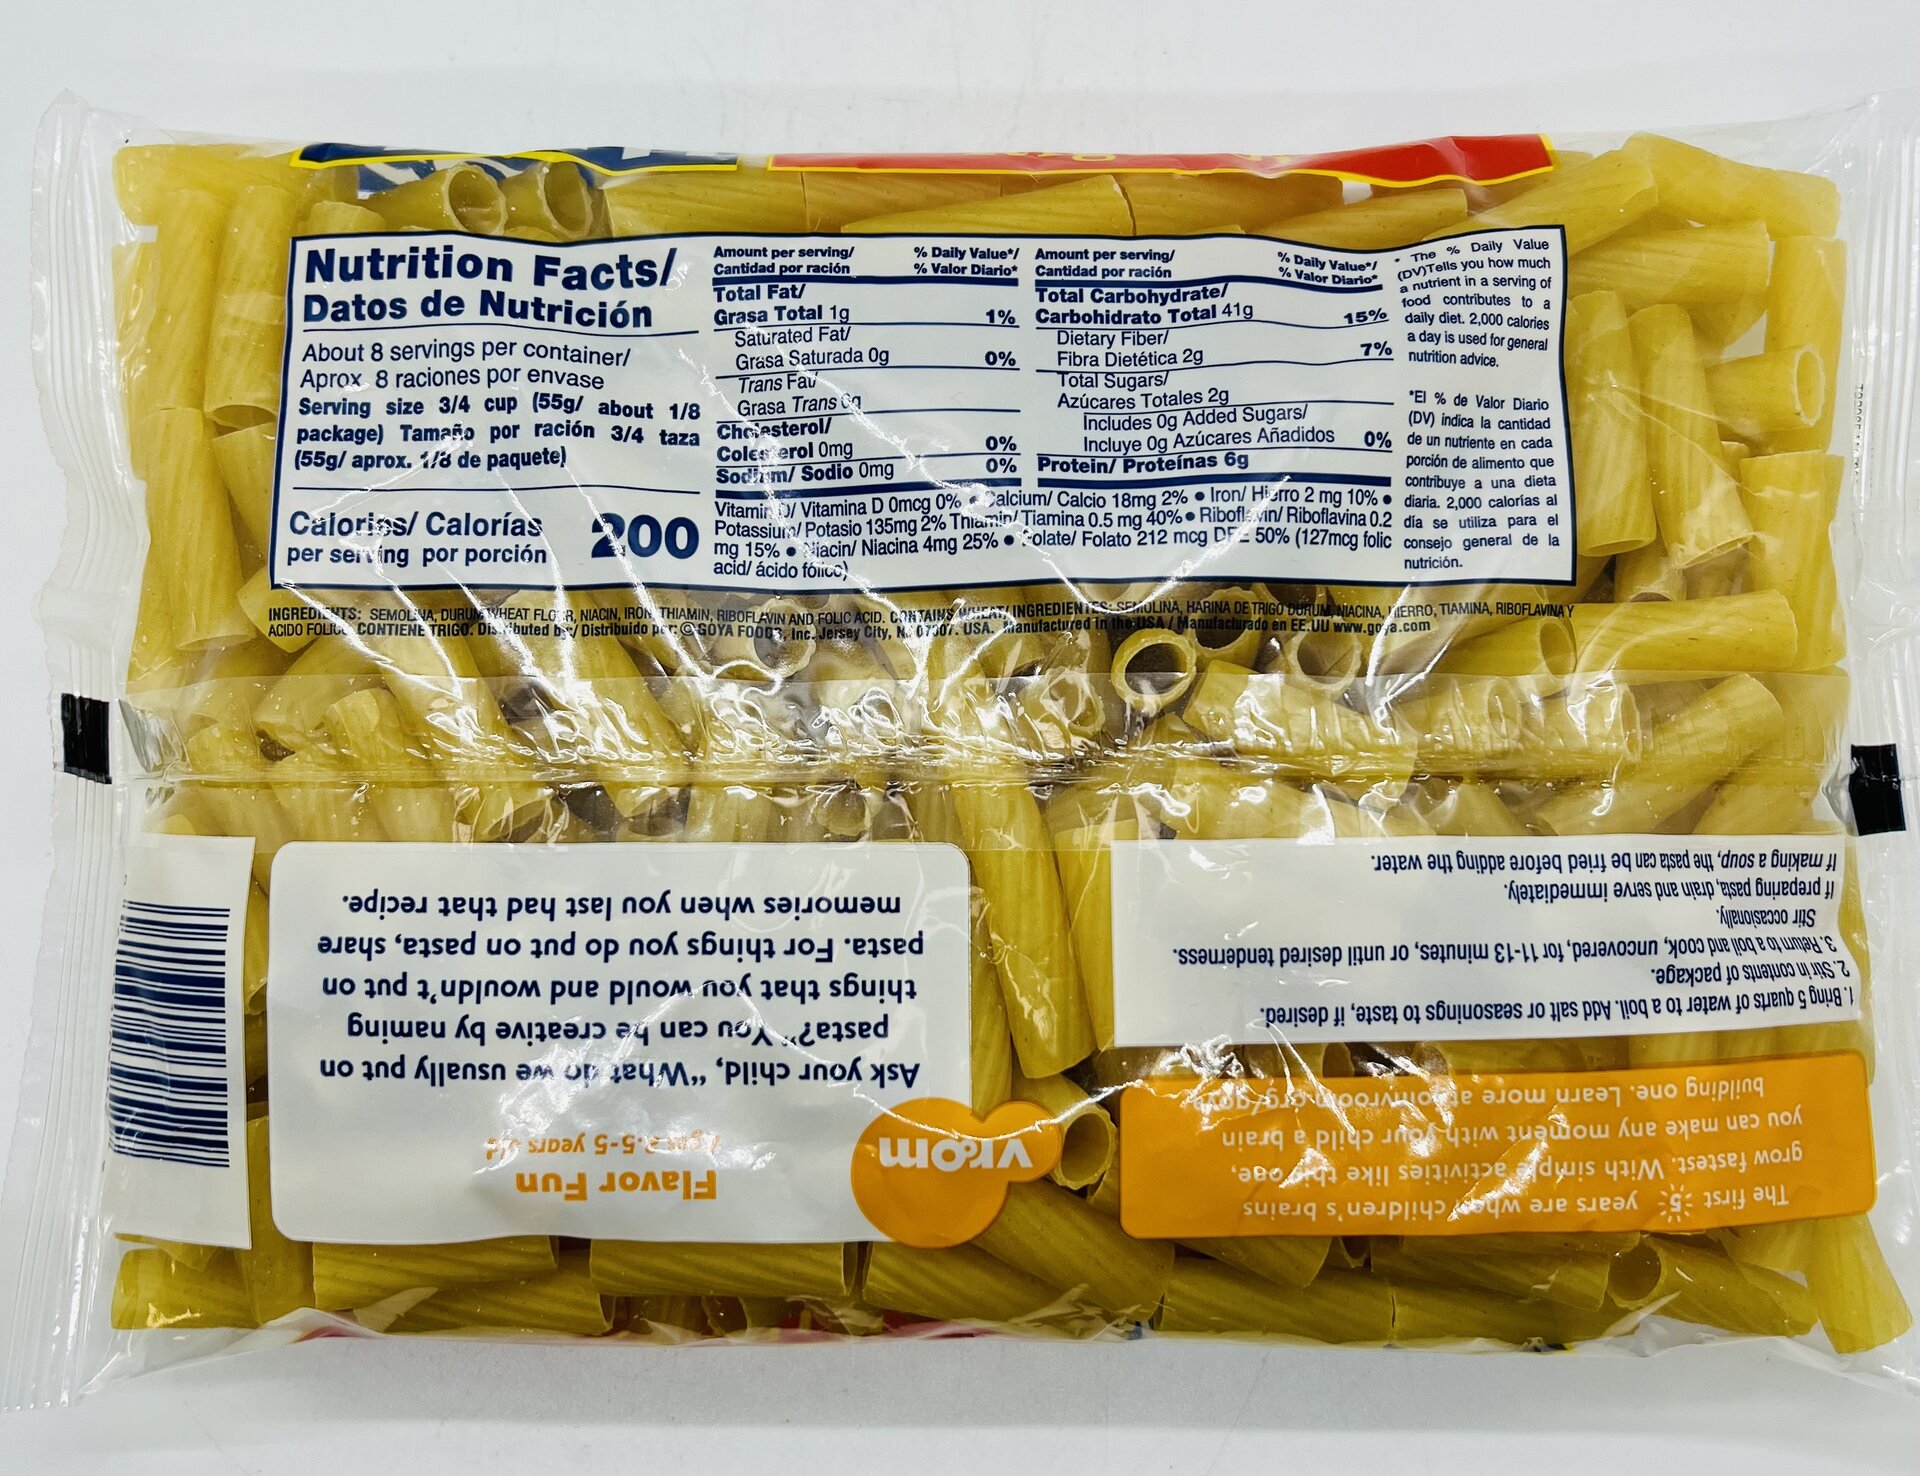 Nutrition Facts/
Datos de Nutrición
About 8 servings per container/
Aprox. 8 raciones por envase
Serving size 3/4 cup (55g/ about 1/8
package) Tamaño por ración 3/4 taza
(55g/ aprox. 1/8 de paquete)
Calories/ Calorías
per serving por porción
200
Amount per serving/ % Daily Value*/
Cantidad por ración % Valor Diario*
Total Fat/
Grasa Total 1g 1%
Saturated Fat/
Grasa Saturada 0g 0%
Trans Fat/
Grasa Trans 0g
Cholesterol/
Colesterol 0mg 0%
Sodium/ Sodio 0mg 0%
Amount per serving/ % Daily Value*/
Cantidad por ración % Valor Diario*
Total Carbohydrate/
Carbohidrato Total 41g 15%
Dietary Fiber/
Fibra Dietética 2g 7%
Total Sugars/
Azúcares Totales 2g
Includes 0g Added Sugars/
Incluye 0g Azúcares Añadidos 0%
Protein/ Proteínas 6g
Vitamin D/ Vitamina D 0mcg 0% • Calcium/ Calcio 18mg 2% • Iron/ Hierro 2 mg 10% •
Potassium/ Potasio 135mg 2% Thiamin/ Tiamina 0.5 mg 40% • Riboflavin/ Riboflavina 0.2
mg 15% • Niacin/ Niacina 4mg 25% • Folate/ Folato 212 mcg DFE 50% (127mcg folic
acid/ ácido fólico)
* The % Daily Value
(DV)Tells you how much
a nutrient in a serving of
food contributes to a
daily diet. 2,000 calories
a day is used for general
nutrition advice.
*El % de Valor Diario
(DV) indica la cantidad
de un nutriente en cada
porción de alimento que
contribuye a una dieta
diaria. 2,000 calorías al
día se utiliza para el
consejo general de la
nutrición.
INGREDIENTS: SEMOLINA, DURUM WHEAT FLOUR, NIACIN, IRON, THIAMIN, RIBOFLAVIN AND FOLIC ACID. CONTAINS WHEAT/ INGREDIENTES: SEMOLINA, HARINA DE TRIGO DURUM, NIACINA, HIERRO, TIAMINA, RIBOFLAVINA Y
ACIDO FOLICO. CONTIENE TRIGO. Distributed by:/ Distribuido por: © GOYA FOODS, Inc. Jersey City, NJ 07307. USA. Manufactured in the USA / Manufacturado en EE.UU www.goya.com
The first 5 years are when children's brains
grow fastest. With simple activities like this one,
you can make any moment with your child a brain
building one. Learn more at joinvroom.org/goya
1. Bring 5 quarts of water to a boil. Add salt or seasonings to taste, if desired.
2. Stir in contents of package.
3. Return to a boil and cook, uncovered, for 11-13 minutes, or until desired tenderness.
Stir occasionally.
If preparing pasta, drain and serve immediately.
If making a soup, the pasta can be fried before adding the water.
vroom
Flavor Fun
Ages 2.5-5 years old
Ask your child, "What do we usually put on
pasta?" You can be creative by naming
things that you would and wouldn't put on
pasta. For things you do put on pasta, share
memories when you last had that recipe.